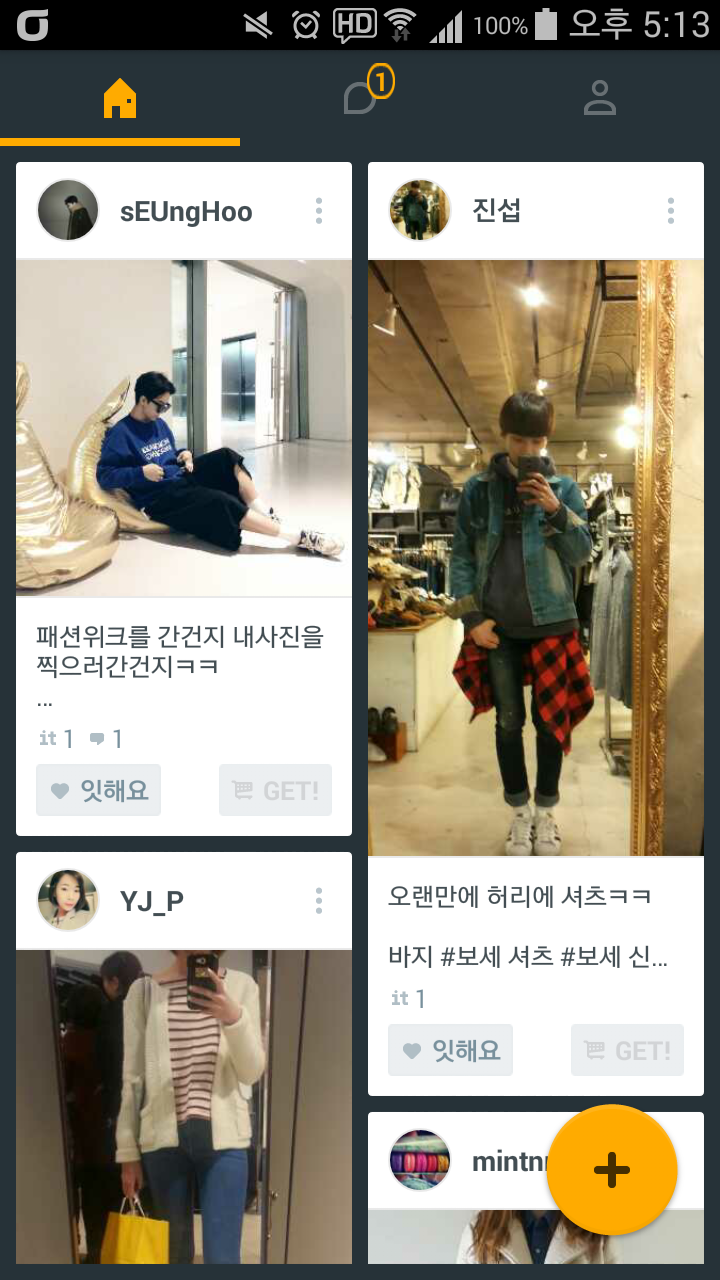 HD
100%
오후 5:13
1
sEUngHoo
패션위크를 간건지 내사진을
찍으러간건지ㅋㅋ
...
it 1 1
잇해요
GET!
YJ_P
진섭
오랜만에 허리에 셔츠ㅋㅋ
바지 #보세 셔츠 #보세 신...
it 1
잇해요
GET!